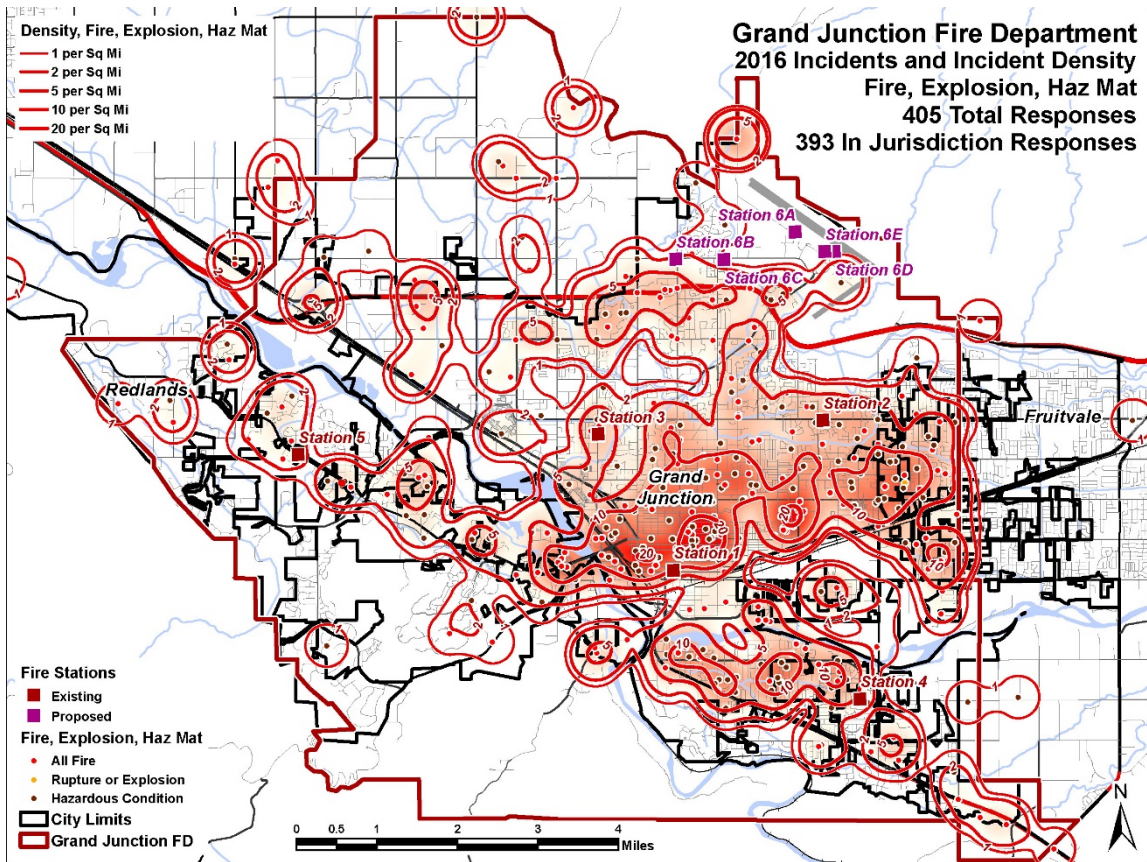 Density, Fire, Explosion, Haz Mat
1 per Sq Mi
2 per Sq Mi
5 per Sq Mi
10 per Sq Mi
20 per Sq Mi
Grand Junction Fire Department
2016 Incidents and Incident Density
Fire, Explosion, Haz Mat
405 Total Responses
393 In Jurisdiction Responses
Station 6A
Station 6B
Station 6E
Station 6C
Station 6D
Redlands
Station 5
Station 3
Station 2
Fruitvale
Grand
Junction
Station 1
Station 4
Fire Stations
Existing
Proposed
Fire, Explosion, Haz Mat
All Fire
Rupture or Explosion
Hazardous Condition
City Limits
Grand Junction FD
0 0.5 1 2 3 4
Miles
N